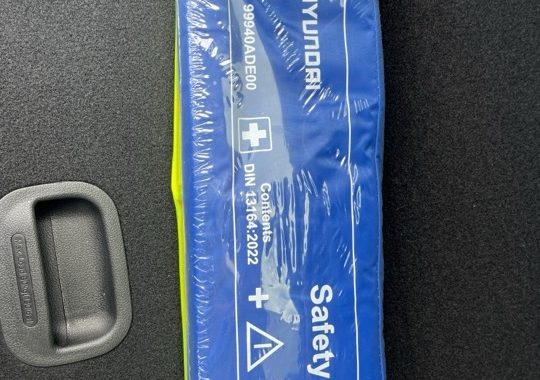 HYUNDAI
Safety
Contents
DIN 13164:2022
99940ADE00